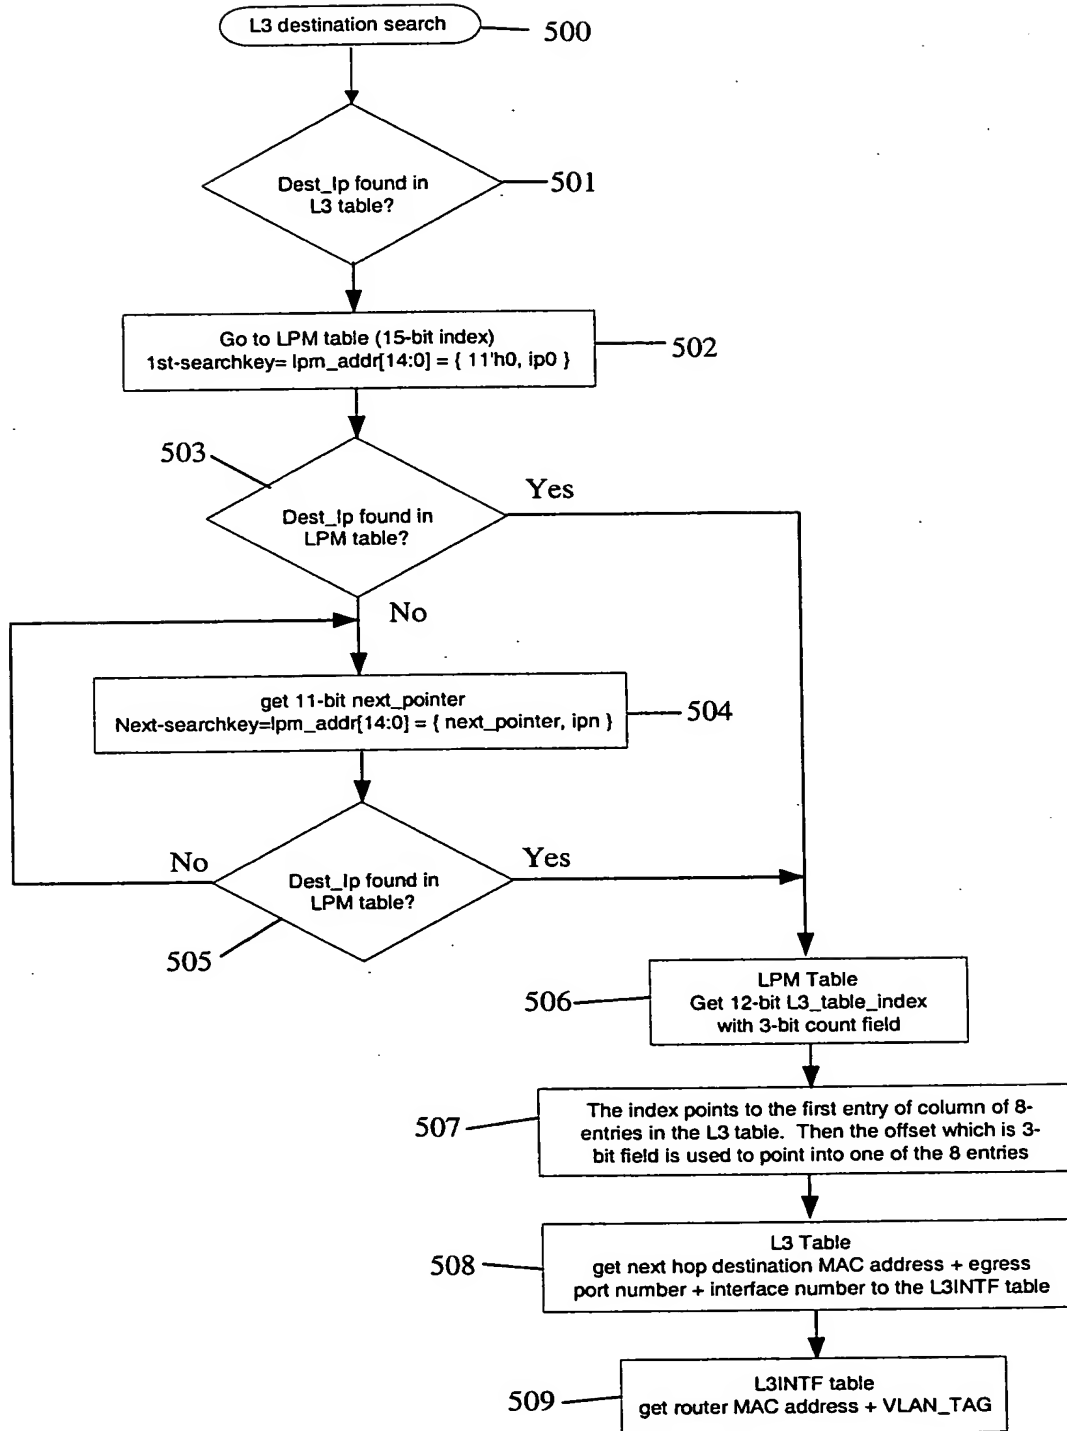 L3 destination search
500
Dest_Ip found in
L3 table?
501
Go to LPM table (15-bit index)
1st-searchkey= lpm_addr[14:0] = { 11'h0, ip0 }
502
503
Dest_Ip found in
LPM table?
Yes
No
get 11-bit next_pointer
Next-searchkey=lpm_addr[14:0] = { next_pointer, ipn }
504
No
Dest_Ip found in
LPM table?
Yes
505
LPM Table
Get 12-bit L3_table_index
with 3-bit count field
506
The index points to the first entry of column of 8-
entries in the L3 table. Then the offset which is 3-
bit field is used to point into one of the 8 entries
507
L3 Table
get next hop destination MAC address + egress
port number + interface number to the L3INTF table
508
L3INTF table
get router MAC address + VLAN_TAG
509